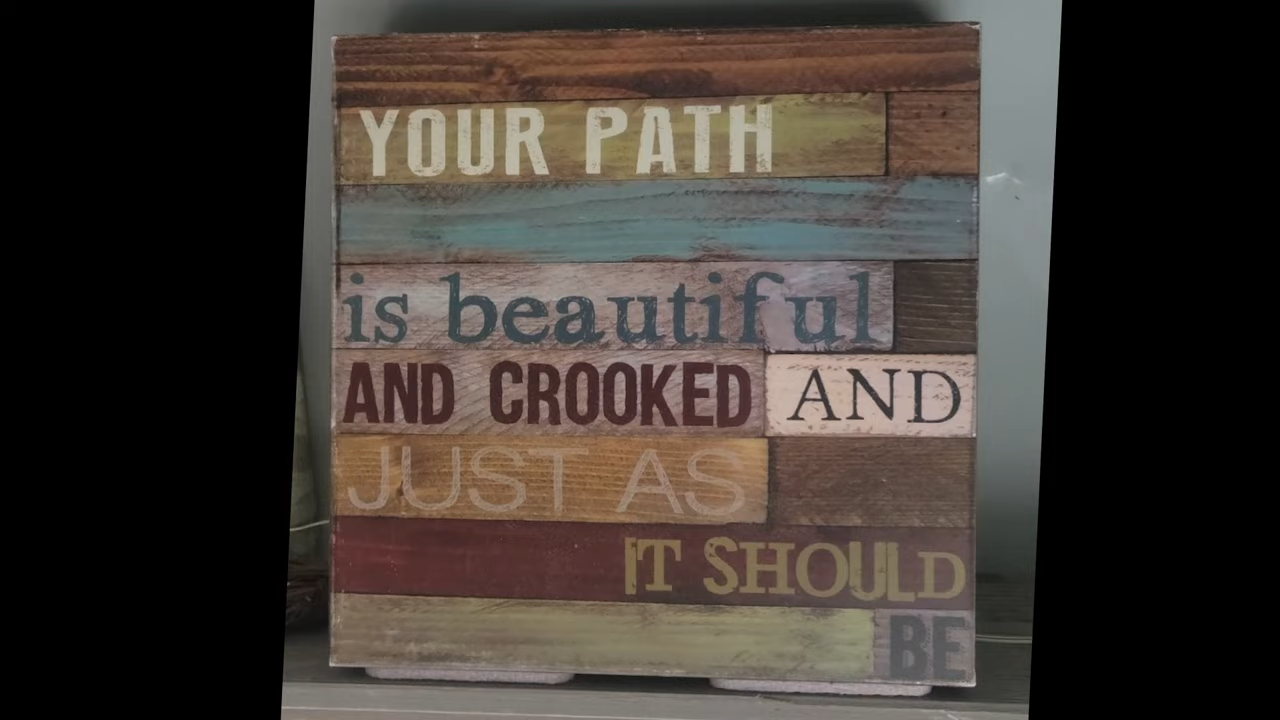 YOUR PATH
is beautiful
AND CROOKED AND
JUST AS
IT SHOULD
BE